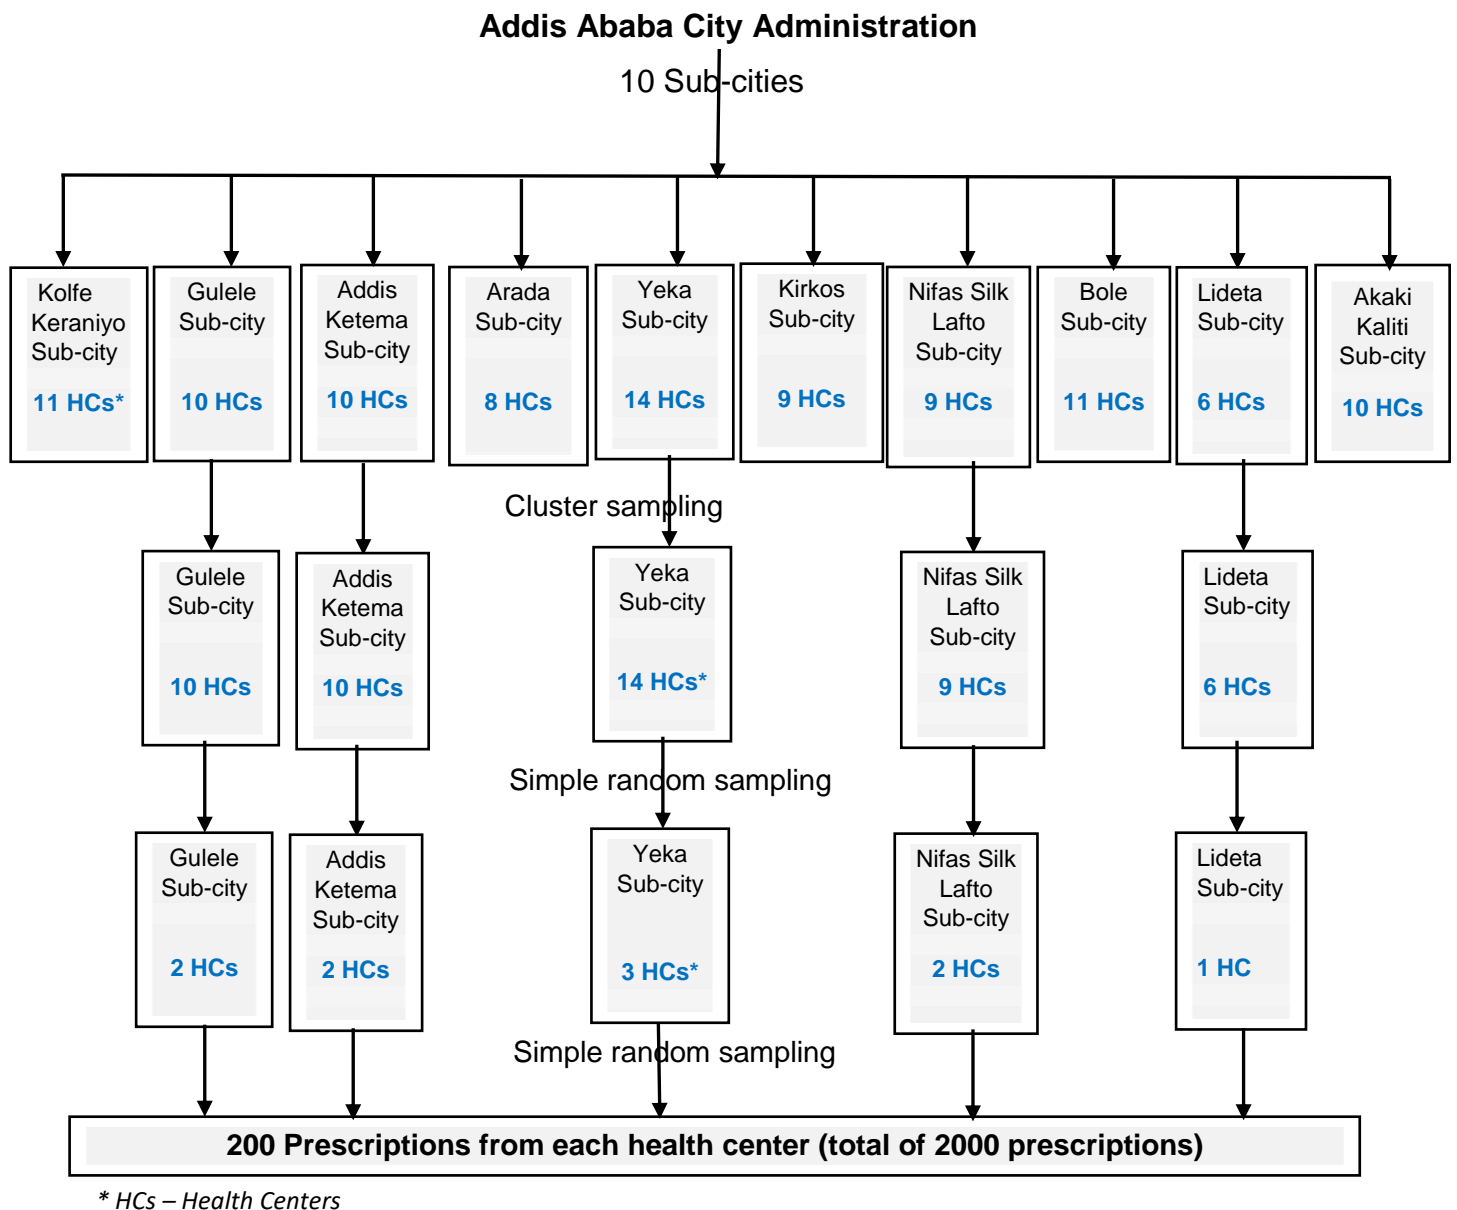 Addis Ababa City Administration
10 Sub-cities
Kolfe
Keraniyo
Sub-city
11 HCs*
Gulele
Sub-city
10 HCs
Addis
Ketema
Sub-city
10 HCs
Arada
Sub-city
8 HCs
Yeka
Sub-city
14 HCs
Kirkos
Sub-city
9 HCs
Nifas Silk
Lafto
Sub-city
9 HCs
Bole
Sub-city
11 HCs
Lideta
Sub-city
6 HCs
Akaki
Kaliti
Sub-city
10 HCs
Cluster sampling
Gulele
Sub-city
10 HCs
Addis
Ketema
Sub-city
10 HCs
Yeka
Sub-city
14 HCs*
Nifas Silk
Lafto
Sub-city
9 HCs
Lideta
Sub-city
6 HCs
Simple random sampling
Gulele
Sub-city
2 HCs
Addis
Ketema
Sub-city
2 HCs
Yeka
Sub-city
3 HCs*
Nifas Silk
Lafto
Sub-city
2 HCs
Lideta
Sub-city
1 HC
Simple random sampling
200 Prescriptions from each health center (total of 2000 prescriptions)
* HCs – Health Centers